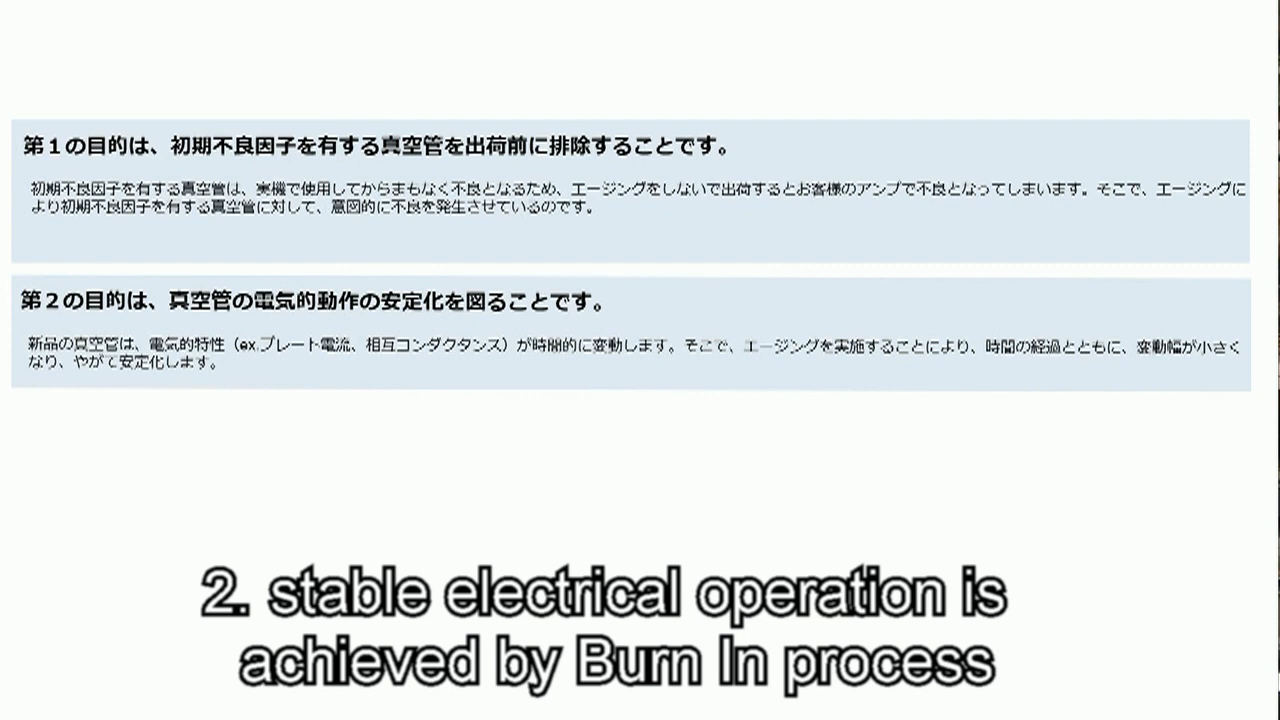 第１の目的は、初期不良因子を有する真空管を出荷前に排除することです。
初期不良因子を有する真空管は、実機で使用してからまもなく不良となるため、エージングをしないで出荷するとお客様のアンプで不良となってしまいます。そこで、エージングに
より初期不良因子を有する真空管に対して、意図的に不良を発生させているのです。
第２の目的は、真空管の電気的動作の安定化を図ることです。
新品の真空管は、電気的特性（ex.プレート電流、相互コンダクタンス）が時間的に変動します。そこで、エージングを実施することにより、時間の経過とともに、変動幅が小さく
なり、やがて安定化します。
2. stable electrical operation is
achieved by Burn In process